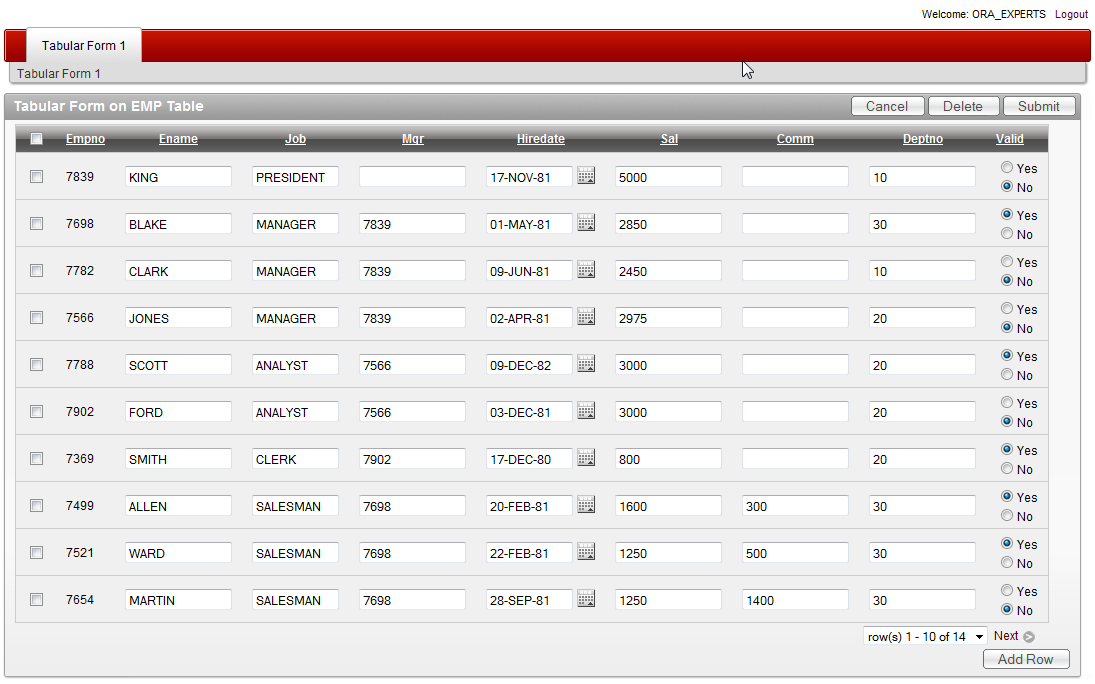 Welcome: ORA_EXPERTS Logout
Tabular Form 1
Tabular Form 1
Tabular Form on EMP Table Cancel Delete Submit
Empno Ename Job Mgr Hiredate Sal Comm Deptno Valid
7839 KING PRESIDENT 17-NOV-81 5000 10 Yes
No
7698 BLAKE MANAGER 7839 01-MAY-81 2850 30 Yes
No
7782 CLARK MANAGER 7839 09-JUN-81 2450 10 Yes
No
7566 JONES MANAGER 7839 02-APR-81 2975 20 Yes
No
7788 SCOTT ANALYST 7566 09-DEC-82 3000 20 Yes
No
7902 FORD ANALYST 7566 03-DEC-81 3000 20 Yes
No
7369 SMITH CLERK 7902 17-DEC-80 800 20 Yes
No
7499 ALLEN SALESMAN 7698 20-FEB-81 1600 300 30 Yes
No
7521 WARD SALESMAN 7698 22-FEB-81 1250 500 30 Yes
No
7654 MARTIN SALESMAN 7698 28-SEP-81 1250 1400 30 Yes
No
row(s) 1 - 10 of 14 Next
Add Row